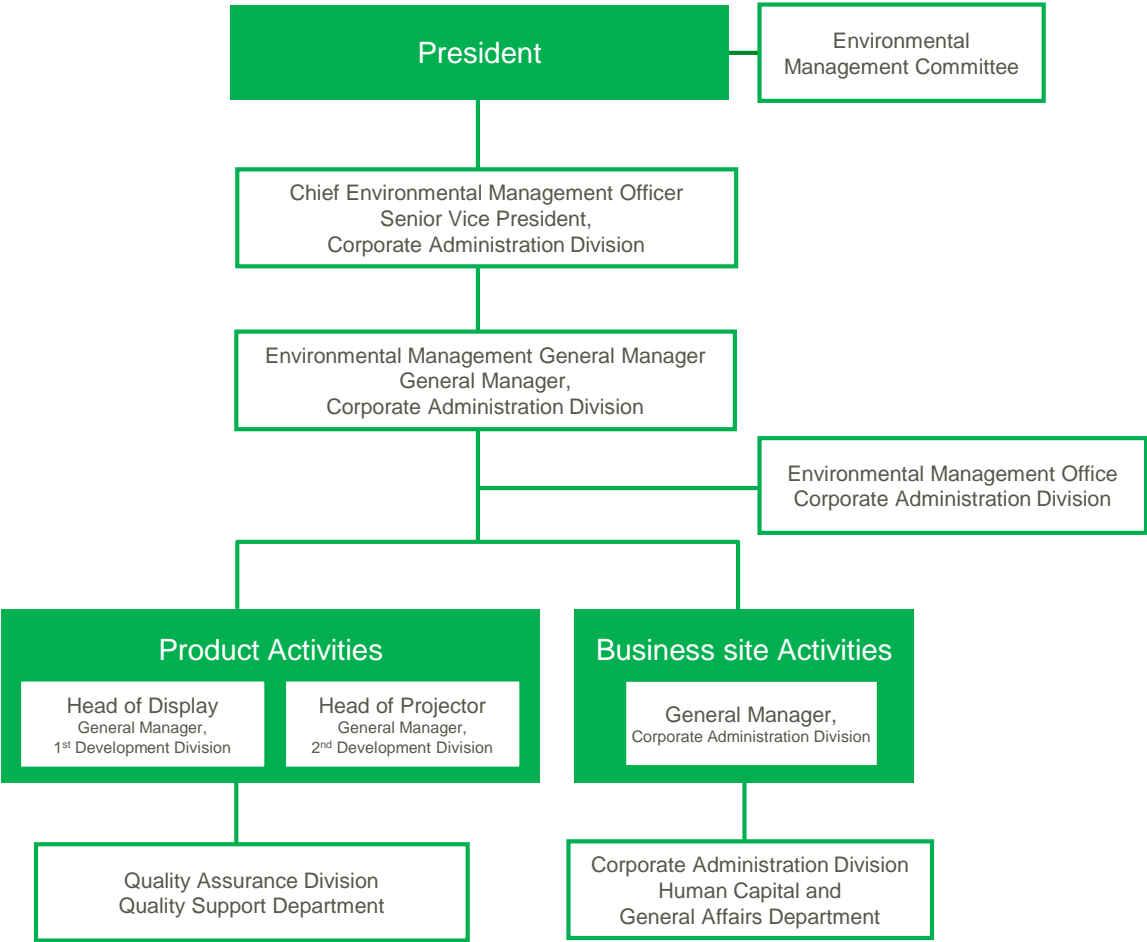 President
Environmental
Management Committee
Chief Environmental Management Officer
Senior Vice President,
Corporate Administration Division
Environmental Management General Manager
General Manager,
Corporate Administration Division
Environmental Management Office
Corporate Administration Division
Product Activities
Head of Display
General Manager,
1st Development Division
Head of Projector
General Manager,
2nd Development Division
Business site Activities
General Manager,
Corporate Administration Division
Quality Assurance Division
Quality Support Department
Corporate Administration Division
Human Capital and
General Affairs Department